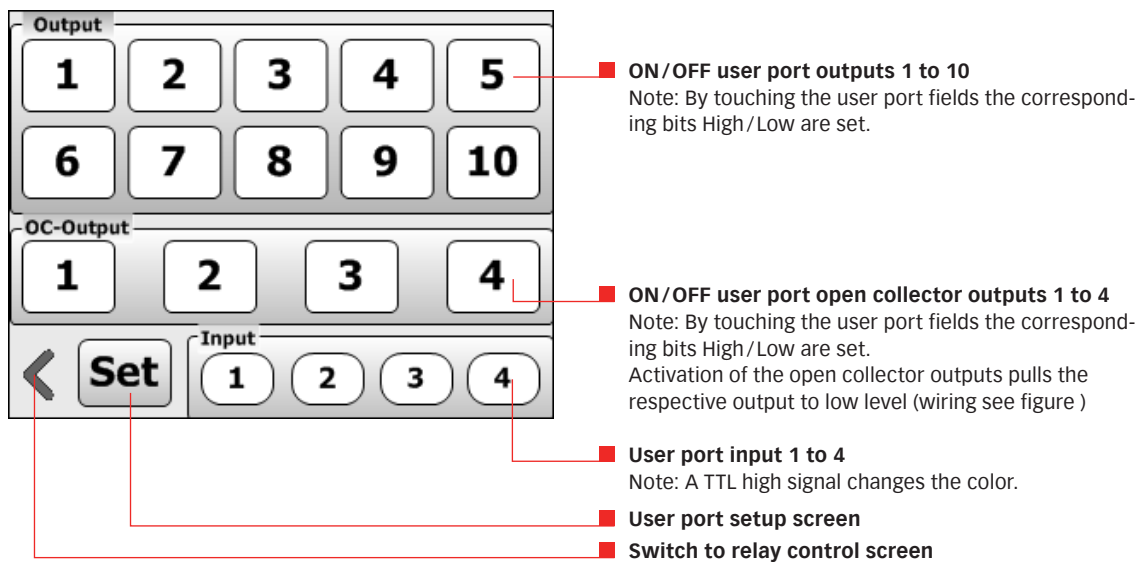 Output
1 2 3 4 5
6 7 8 9 10
OC-Output
1 2 3 4
Set
Input
1 2 3 4
ON/OFF user port outputs 1 to 10
Note: By touching the user port fields the correspond-
ing bits High/Low are set.
ON/OFF user port open collector outputs 1 to 4
Note: By touching the user port fields the correspond-
ing bits High/Low are set.
Activation of the open collector outputs pulls the
respective output to low level (wiring see figure )
User port input 1 to 4
Note: A TTL high signal changes the color.
User port setup screen
Switch to relay control screen